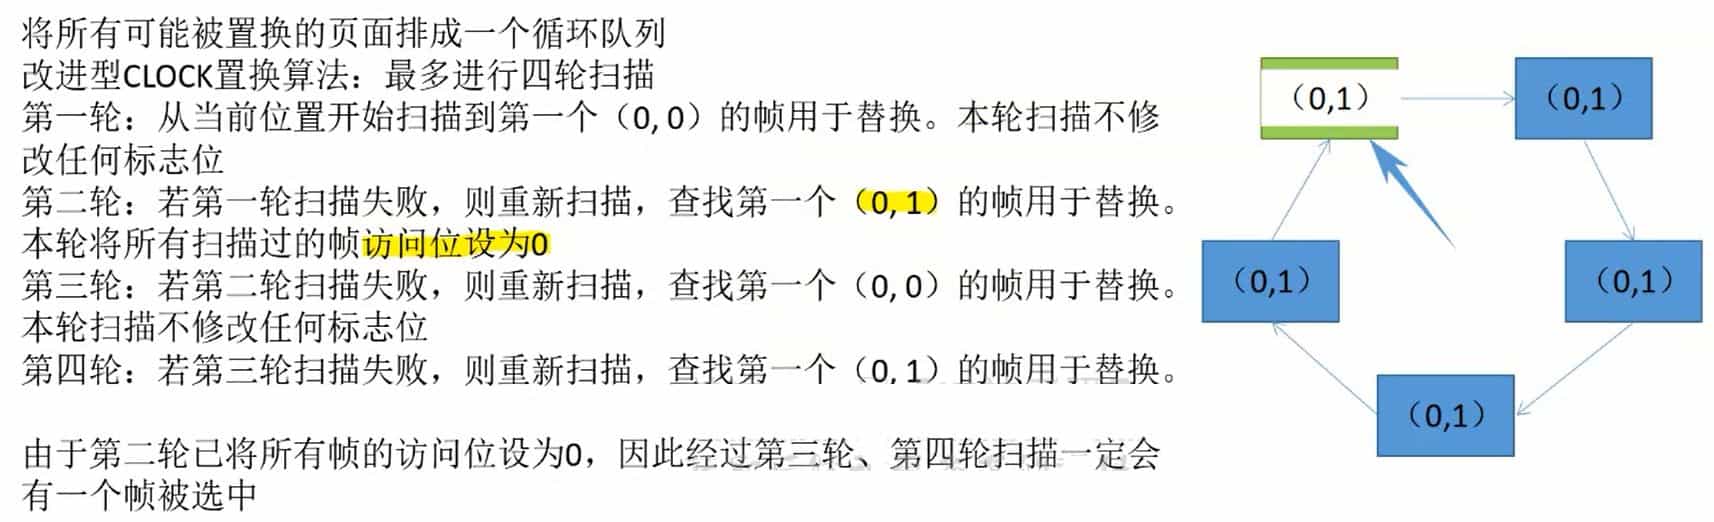 将所有可能被置换的页面排成一个循环队列
改进型CLOCK置换算法：最多进行四轮扫描
第一轮：从当前位置开始扫描到第一个（0, 0）的帧用于替换。本轮扫描不修
改任何标志位
第二轮：若第一轮扫描失败，则重新扫描，查找第一个（0, 1）的帧用于替换。
本轮将所有扫描过的帧访问位设为0
第三轮：若第二轮扫描失败，则重新扫描，查找第一个（0, 0）的帧用于替换。
本轮扫描不修改任何标志位
第四轮：若第三轮扫描失败，则重新扫描，查找第一个（0, 1）的帧用于替换。
由于第二轮已将所有帧的访问位设为0，因此经过第三轮、第四轮扫描一定会
有一个帧被选中
（0,1）
（0,1）
（0,1）
（0,1）
（0,1）